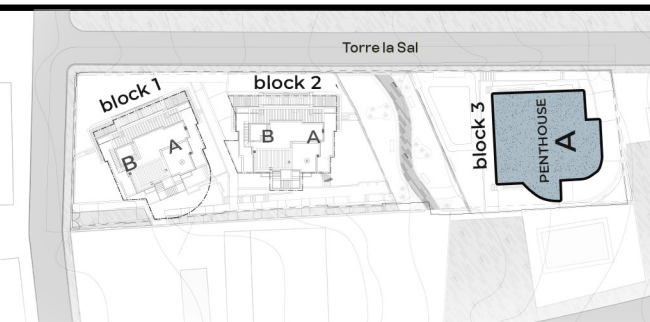 Torre la Sal
block 1
B A
block 2
B A
block 3
PENTHOUSE
A